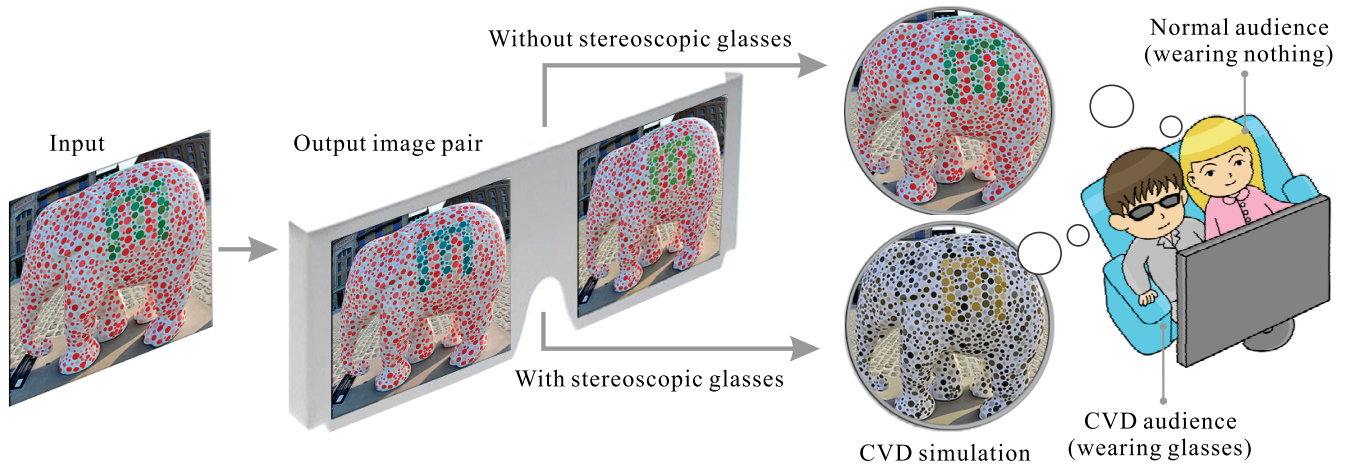 Input
Output image pair
Without stereoscopic glasses
With stereoscopic glasses
CVD simulation
Normal audience
(wearing nothing)
CVD audience
(wearing glasses)